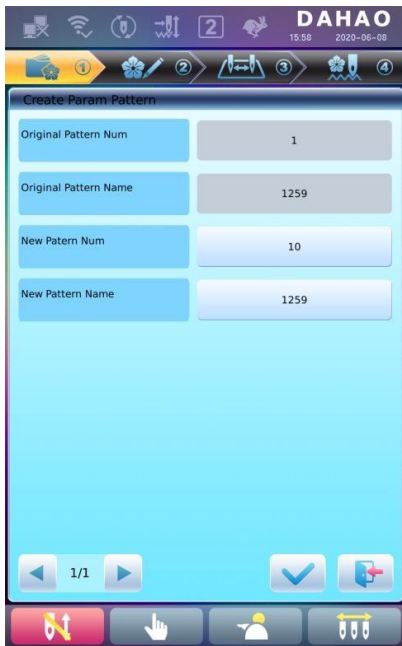 DAHAO
2
15:58 2020-06-08
1
2
3
4
Create Param Pattern
Original Pattern Num
1
Original Pattern Name
1259
New Patern Num
10
New Pattern Name
1259
1/1